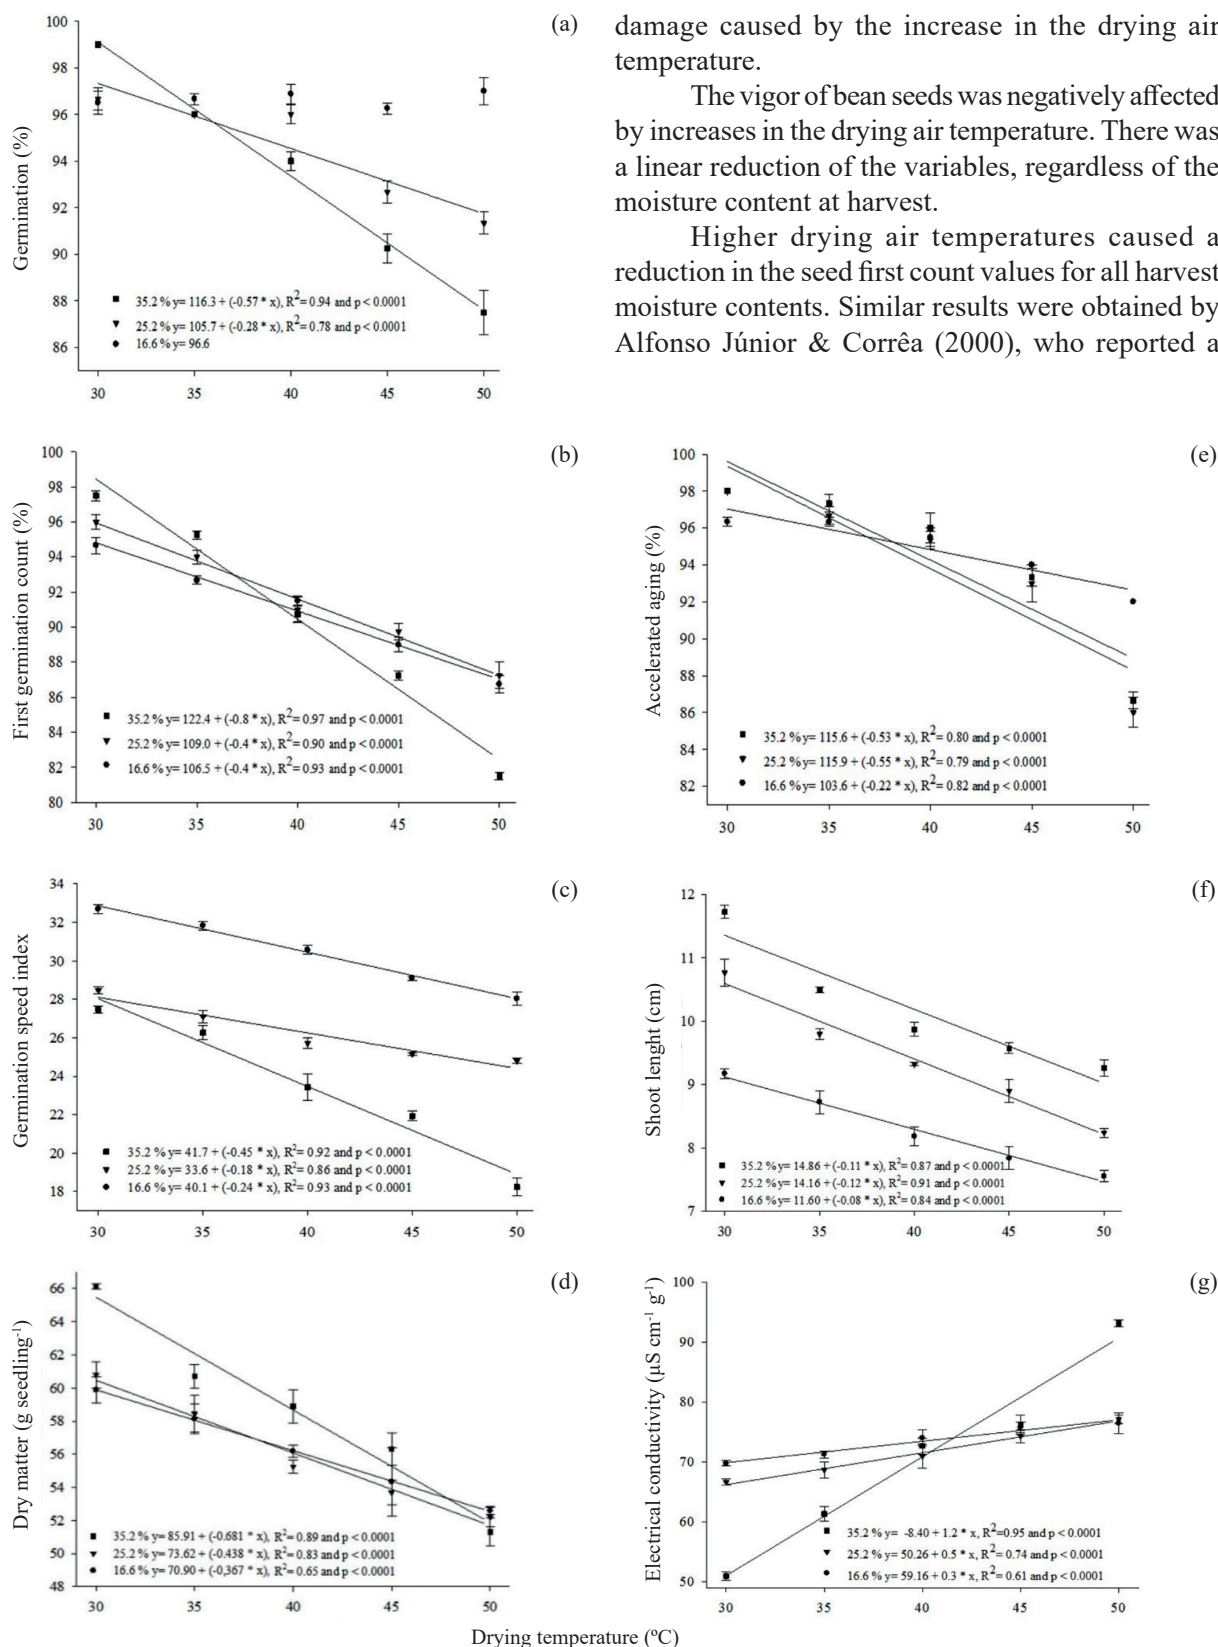 damage caused by the increase in the drying air
temperature.
The vigor of bean seeds was negatively affected
by increases in the drying air temperature. There was
a linear reduction of the variables, regardless of the
moisture content at harvest.
Higher drying air temperatures caused a
reduction in the seed first count values for all harvest
moisture contents. Similar results were obtained by
Alfonso Júnior & Corrêa (2000), who reported a
(a)
Germination (%)
100
98
96
94
92
90
88
86
35.2 % y= 116.3 + (-0.57 * x), R2= 0.94 and p < 0.0001
25.2 % y= 105.7 + (-0.28 * x), R2= 0.78 and p < 0.0001
16.6 % y= 96.6
30 35 40 45 50
(b)
First germination count (%)
100
98
96
94
92
90
88
86
84
82
80
35.2 % y= 122.4 + (-0.8 * x), R2= 0.97 and p < 0.0001
25.2 % y= 109.0 + (-0.4 * x), R2= 0.90 and p < 0.0001
16.6 % y= 106.5 + (-0.4 * x), R2= 0.93 and p < 0.0001
30 35 40 45 50
(e)
Accelerated aging (%)
100
98
96
94
92
90
88
86
84
82
35.2 % y= 115.6 + (-0.53 * x), R2= 0.80 and p < 0.0001
25.2 % y= 115.9 + (-0.55 * x), R2= 0.79 and p < 0.0001
16.6 % y= 103.6 + (-0.22 * x), R2= 0.82 and p < 0.0001
30 35 40 45 50
(c)
Germination speed index
34
32
30
28
26
24
22
20
18
35.2 % y= 41.7 + (-0.45 * x), R2= 0.92 and p < 0.0001
25.2 % y= 33.6 + (-0.18 * x), R2= 0.86 and p < 0.0001
16.6 % y= 40.1 + (-0.24 * x), R2= 0.93 and p < 0.0001
30 35 40 45 50
(f)
Shoot lenght (cm)
12
11
10
9
8
7
35.2 % y= 14.86 + (-0.11 * x), R2= 0.87 and p < 0.0001
25.2 % y= 14.16 + (-0.12 * x), R2= 0.91 and p < 0.0001
16.6 % y= 11.60 + (-0.08 * x), R2= 0.84 and p < 0.0001
30 35 40 45 50
(d)
Dry matter (g seedling-1)
66
64
62
60
58
56
54
52
50
48
35.2 % y= 85.91 + (-0.681 * x), R2= 0.89 and p < 0.0001
25.2 % y= 73.62 + (-0.438 * x), R2= 0.83 and p < 0.0001
16.6 % y= 70.90 + (-0,367 * x), R2= 0.65 and p < 0.0001
30 35 40 45 50
(g)
Electrical conductivity (µS cm-1 g-1)
100
90
80
70
60
50
35.2 % y= -8.40 + 1.2 * x, R2=0.95 and p < 0.0001
25.2 % y= 50.26 + 0.5 * x, R2= 0.74 and p < 0.0001
16.6 % y= 59.16 + 0.3 * x, R2= 0.61 and p < 0.0001
30 35 40 45 50
Drying temperature (ºC)